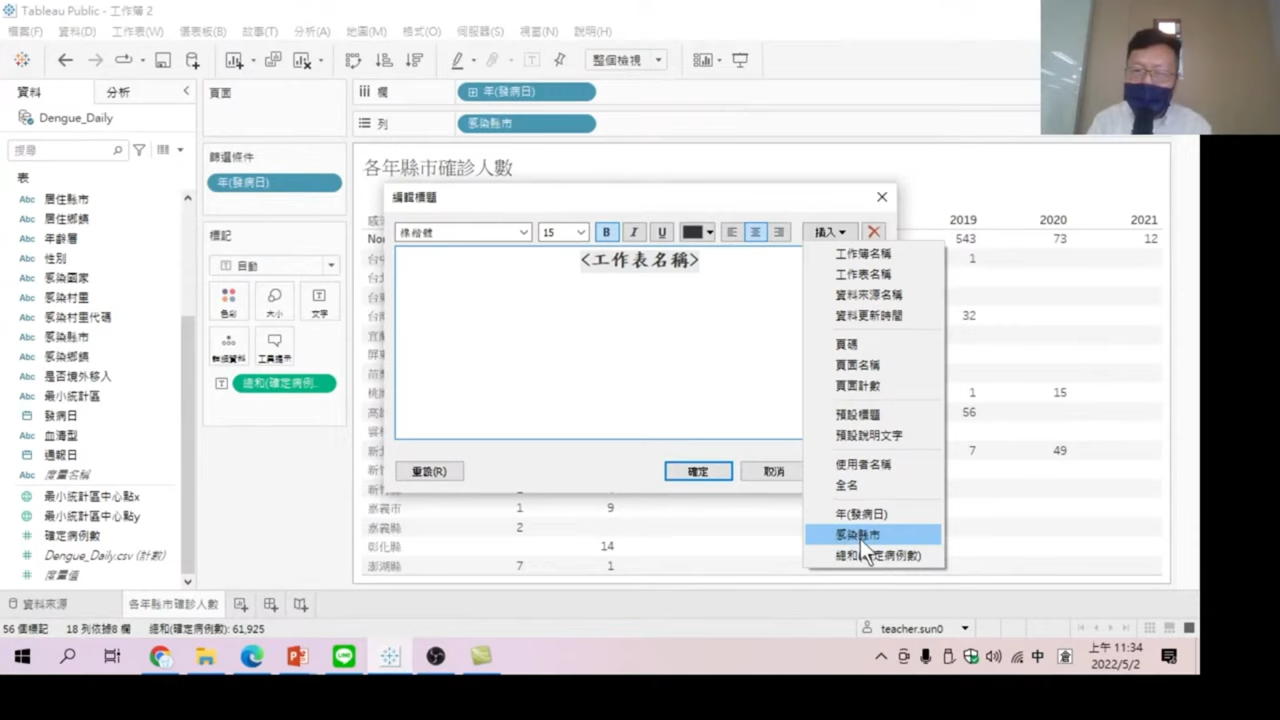 Tableau Public - 工作簿 2
檔案(F) 資料(D) 工作表(W) 儀表板(B) 故事(T) 分析(A) 地圖(M) 格式(O) 伺服器(S) 視窗(N) 說明(H)
整個檢視
資料 分析
Dengue_Daily
搜尋
表
Abc 居住縣市
Abc 居住鄉鎮
Abc 年齡層
Abc 性別
Abc 感染國家
Abc 感染村里
Abc 感染村里代碼
Abc 感染縣市
Abc 感染鄉鎮
Abc 是否境外移入
Abc 最小統計區
發病日
Abc 血清型
通報日
Abc 度量名稱
最小統計區中心點x
最小統計區中心點y
確定病例數
Dengue_Daily.csv (計數)
度量值
頁面
篩選條件
年(發病日)
標記
自動
色彩 大小 文字
詳細資料 工具提示
總和(確定病例..
欄 年(發病日)
列 感染縣市
各年縣市確診人數
2019 2020 2021
543 73 12
1
32
1 15
56
7 49
嘉義市 1 9
嘉義縣 2
彰化縣 14
澎湖縣 7 1
編輯標題
標楷體 15 B I U 插入
<工作表名稱>
重設(R) 確定 取消
工作簿名稱
工作表名稱
資料來源名稱
資料更新時間
頁碼
頁面名稱
頁面計數
預設標題
預設說明文字
使用者名稱
全名
年(發病日)
感染縣市
資料來源 各年縣市確診人數
56 個標記 18 列依據8 欄 總和(確定病例數): 61,925
teacher.sun0
中
上午 11:34
2022/5/2